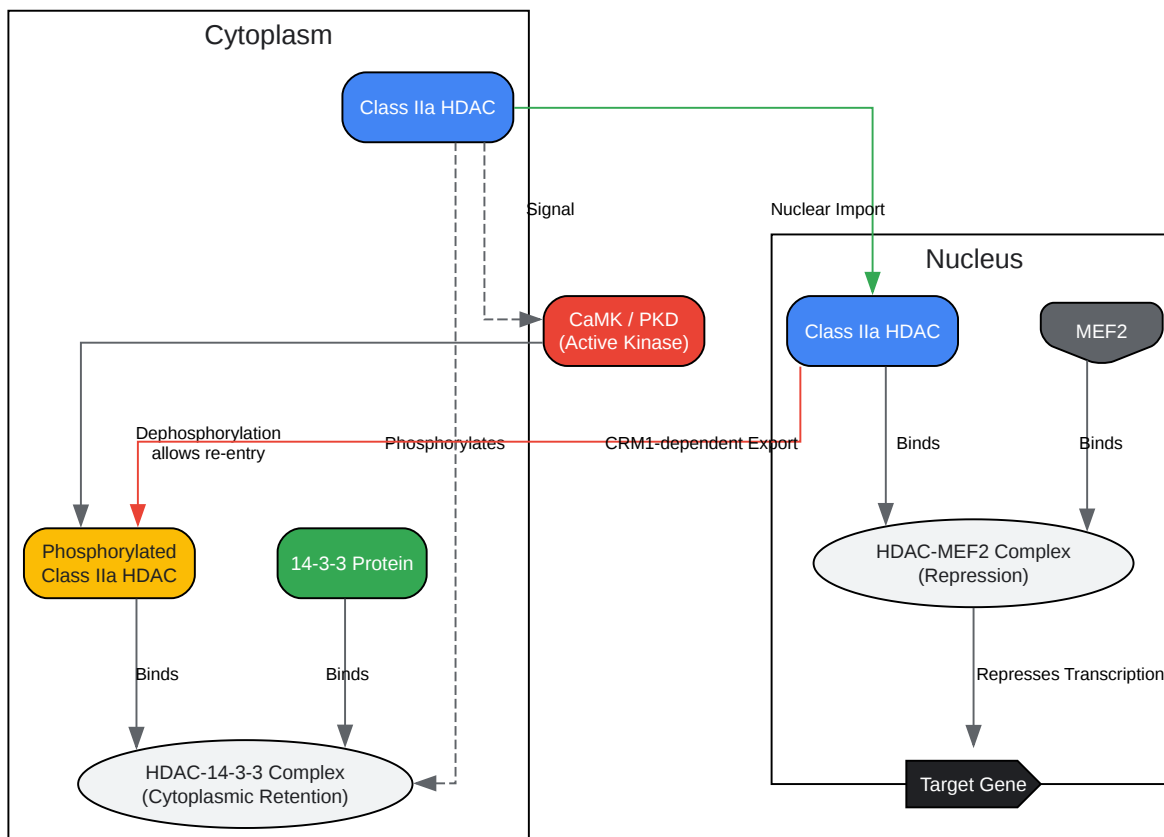 Cytoplasm
Class IIa HDAC
Signal
Nuclear Import
Nucleus
CaMK / PKD
(Active Kinase)
Class IIa HDAC
MEF2
Dephosphorylation
allows re-entry
Phosphorylates
CRM1-dependent Export
Binds
Binds
Phosphorylated
Class IIa HDAC
14-3-3 Protein
HDAC-MEF2 Complex
(Repression)
Binds
Binds
Represses Transcription
HDAC-14-3-3 Complex
(Cytoplasmic Retention)
Target Gene